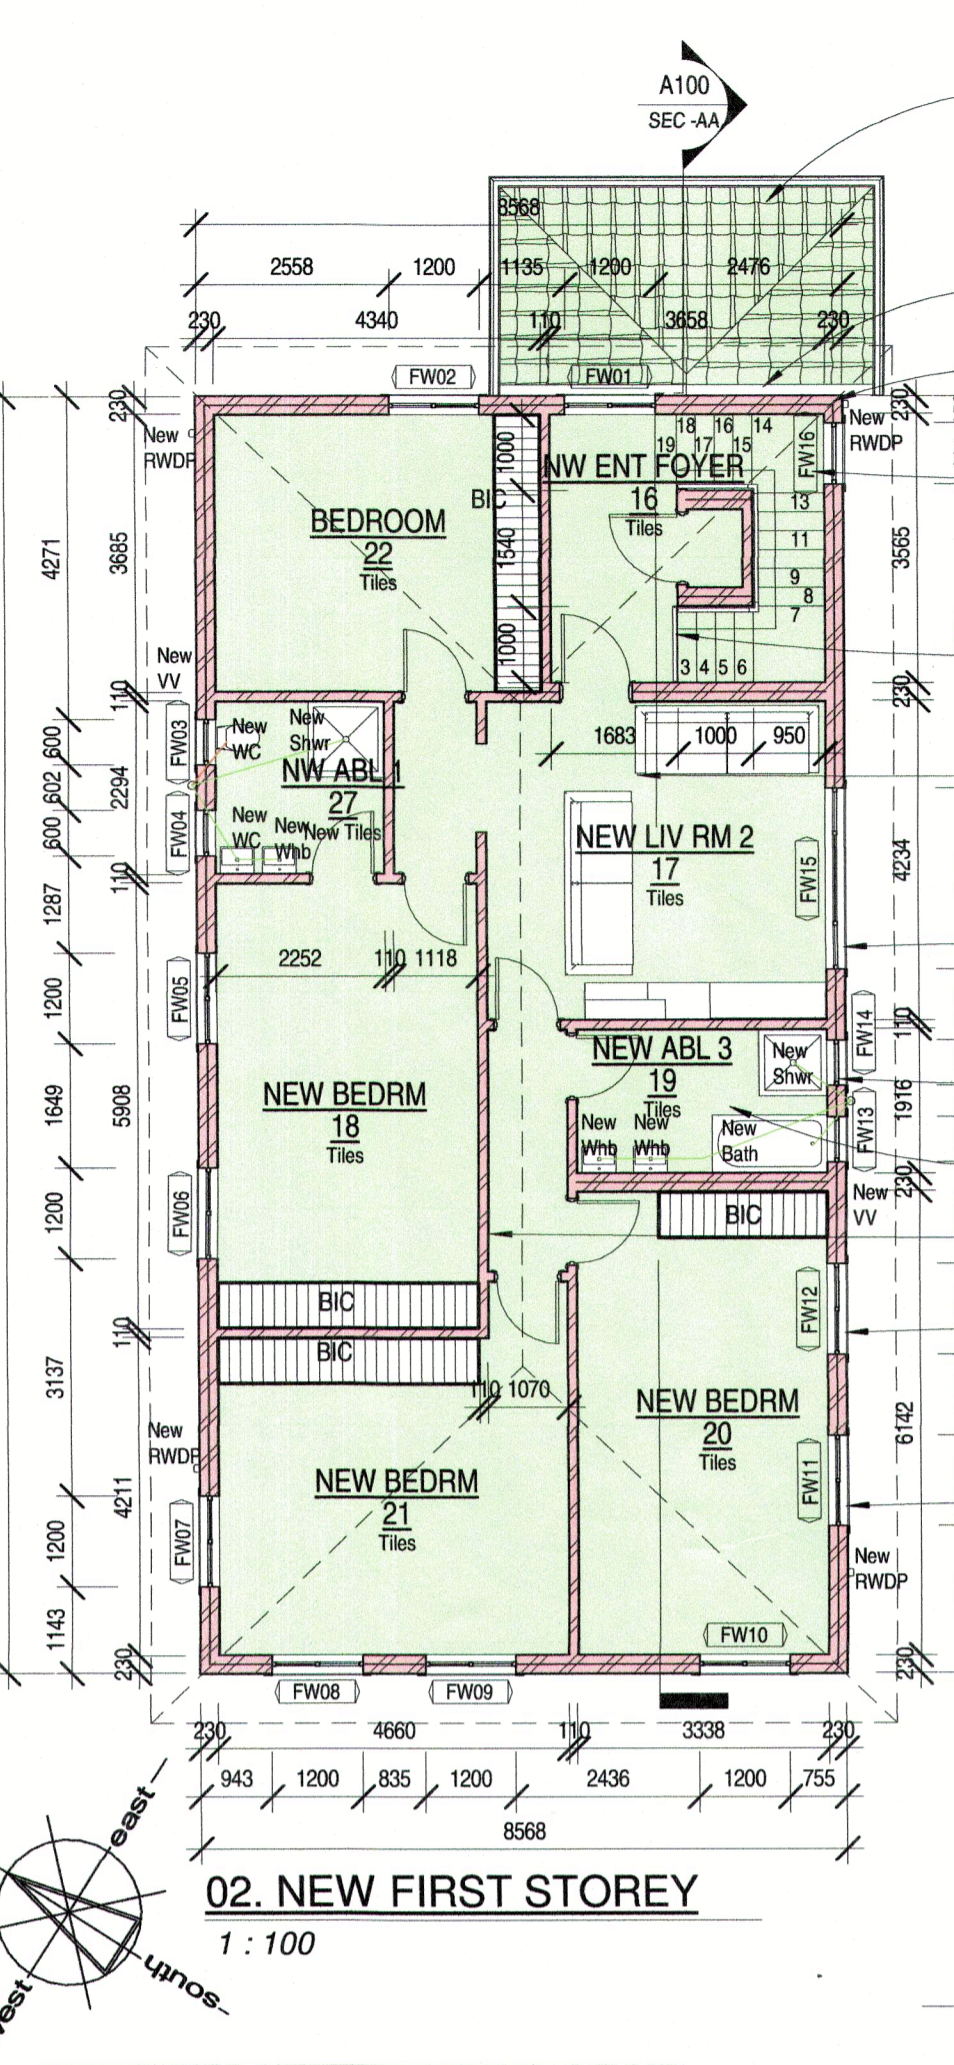 A100
SEC -AA
8568
2558
1200
1135
1200
2476
230
4340
110
3658
230
FW02
FW01
230
New
RWDP
230
New
RWDP
FW16
18
16
14
19
17
15
13
11
9
8
7
3
4
5
6
NW ENT FOYER
16
Tiles
BIC
1000
1540
1000
BEDROOM
22
Tiles
4271
3685
3565
New
VV
110
230
600
602
600
2294
110
FW03
FW04
New
WC
New
Shwr
NW ABL 1
27
New Tiles
New
WC
New
Whb
1683
1000
950
NEW LIV RM 2
17
Tiles
FW15
4234
1287
1200
1649
1200
5908
FW05
FW06
2252
110
1118
NEW BEDRM
18
Tiles
NEW ABL 3
19
Tiles
New
Shwr
New
Whb
New
Whb
New
Bath
FW14
110
1916
FW13
230
New
VV
BIC
BIC
BIC
110
3137
110
1070
FW12
NEW BEDRM
20
Tiles
6142
FW11
New
RWDP
NEW BEDRM
21
Tiles
4211
1200
FW07
1143
230
New
RWDP
FW10
230
FW08
FW09
230
4660
110
3338
230
943
1200
835
1200
2436
1200
755
8568
east
south
02. NEW FIRST STOREY
1 : 100